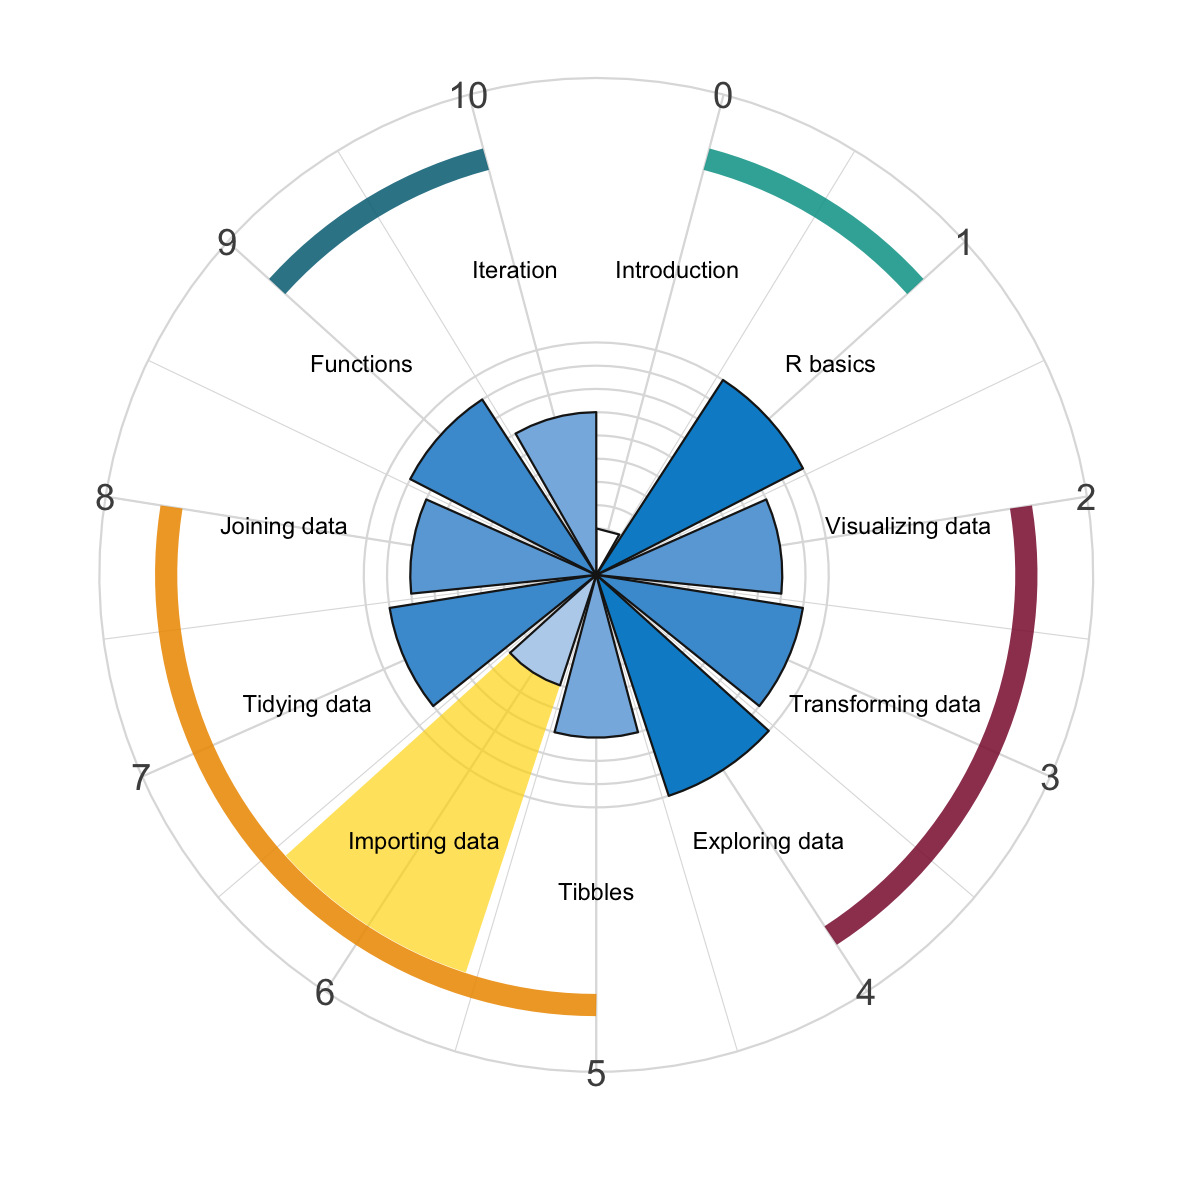 10
0
9
1
Iteration
Introduction
Functions
R basics
8
2
Joining data
Visualizing data
Tidying data
Transforming data
7
3
Importing data
Exploring data
Tibbles
6
4
5